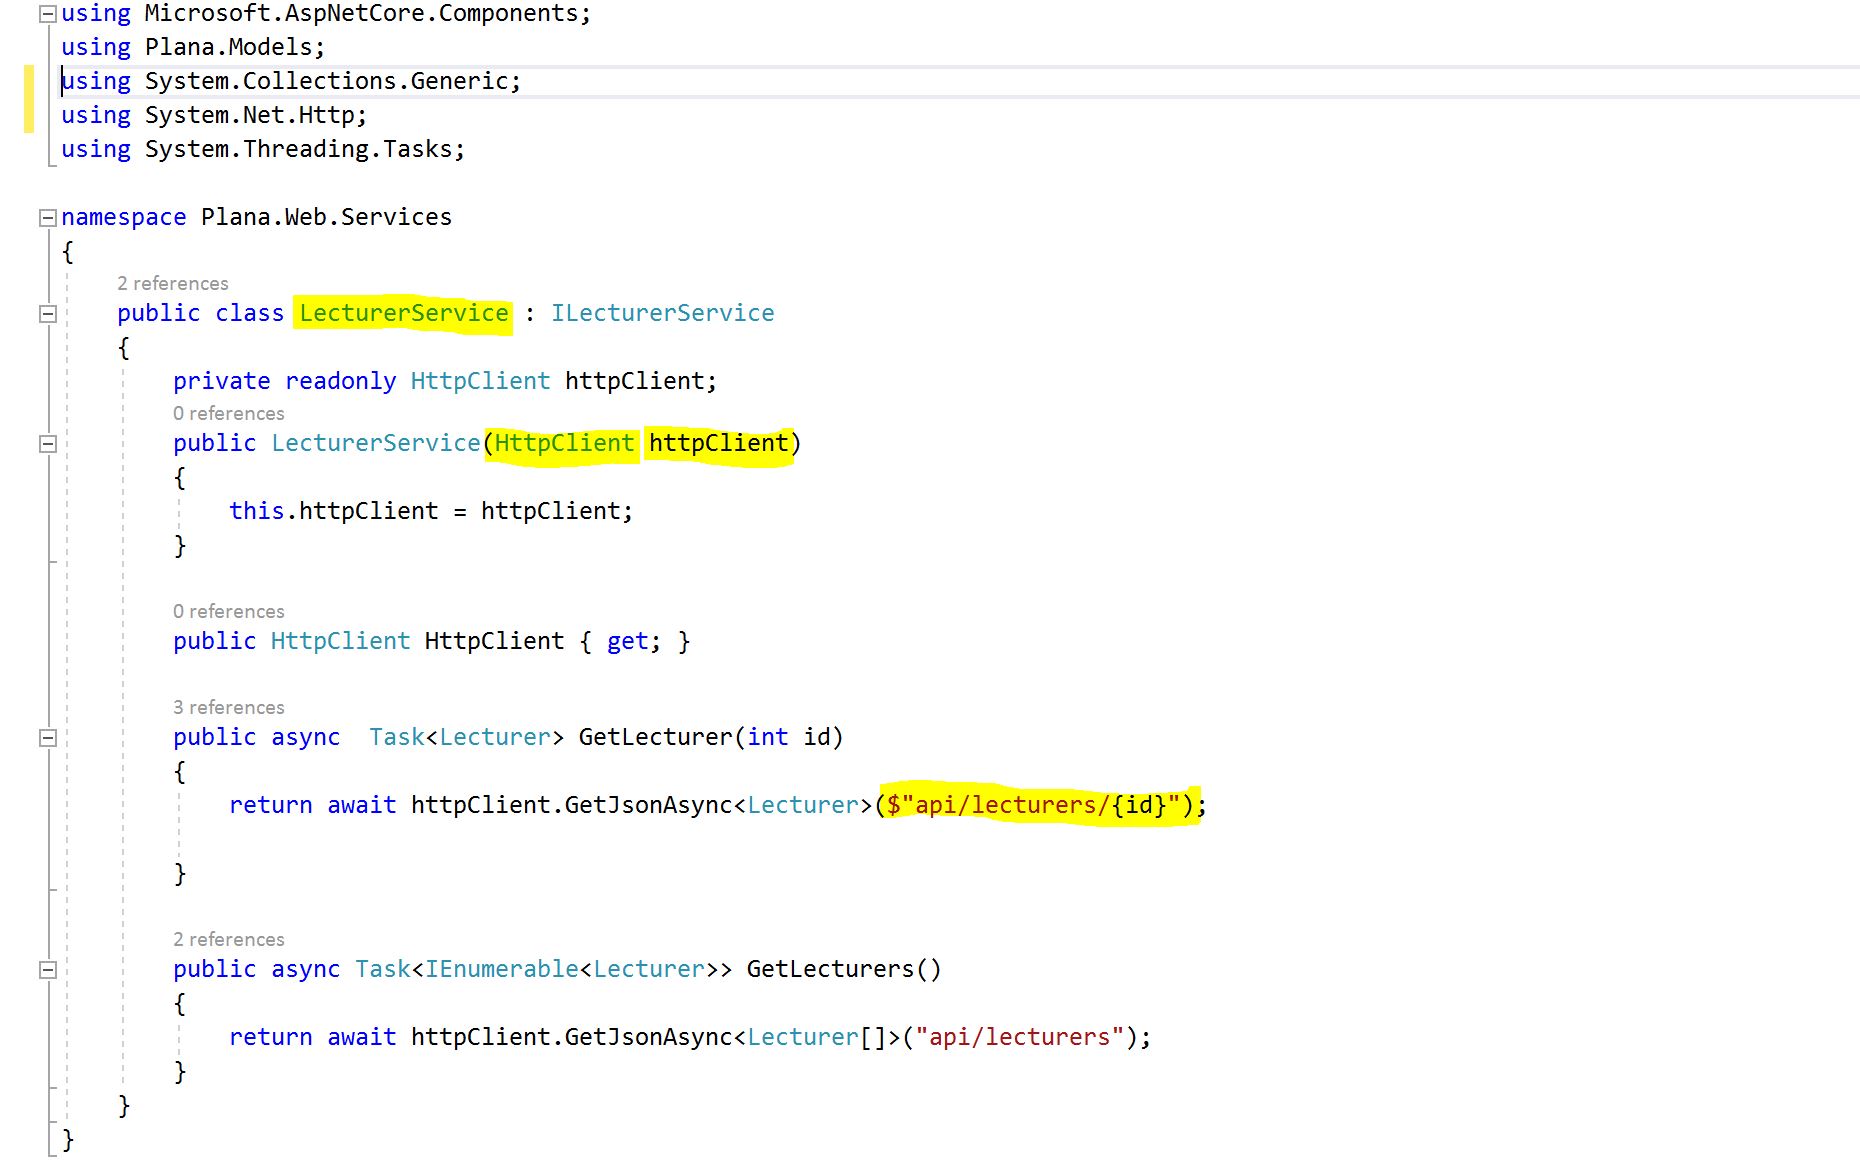 using Microsoft.AspNetCore.Components;
using Plana.Models;
using System.Collections.Generic;
using System.Net.Http;
using System.Threading.Tasks;
namespace Plana.Web.Services
{
2 references
public class LecturerService : ILecturerService
{
private readonly HttpClient httpClient;
0 references
public LecturerService(HttpClient httpClient)
{
this.httpClient = httpClient;
}
0 references
public HttpClient HttpClient { get; }
3 references
public async  Task<Lecturer> GetLecturer(int id)
{
return await httpClient.GetJsonAsync<Lecturer>($"api/lecturers/{id}");
}
2 references
public async Task<IEnumerable<Lecturer>> GetLecturers()
{
return await httpClient.GetJsonAsync<Lecturer[]>("api/lecturers");
}
}
}